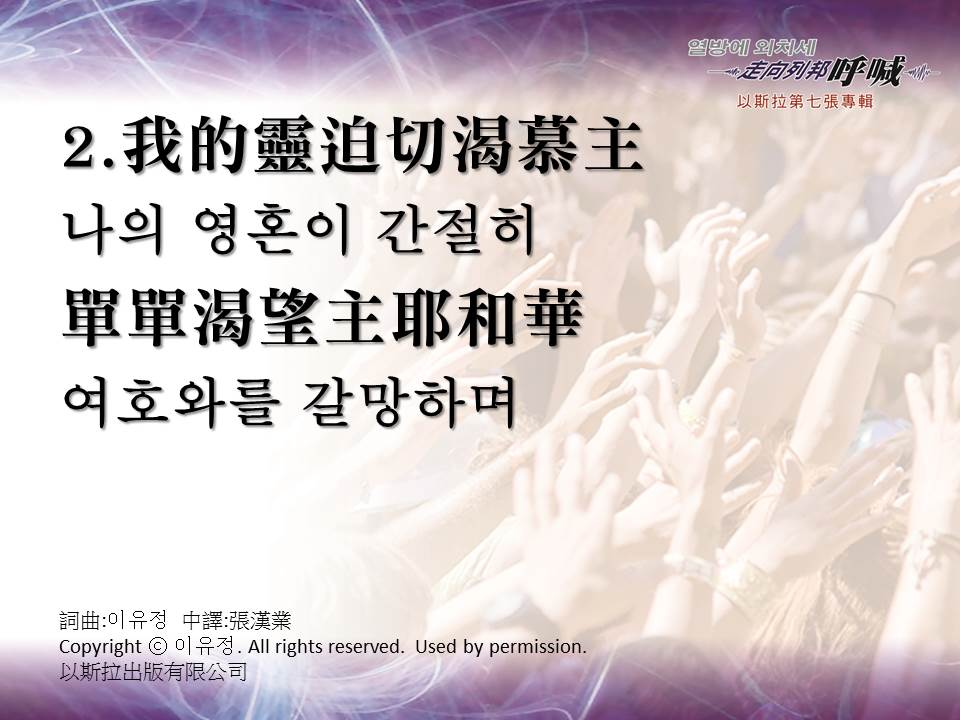 열방에 외치세
走向列邦呼喊
以斯拉第七張專輯
2.我的靈迫切渴慕主
나의 영혼이 간절히
單單渴望主耶和華
여호와를 갈망하며
詞曲:이유정 中譯:張漢業
Copyright ⓒ 이유정. All rights reserved. Used by permission.
以斯拉出版有限公司